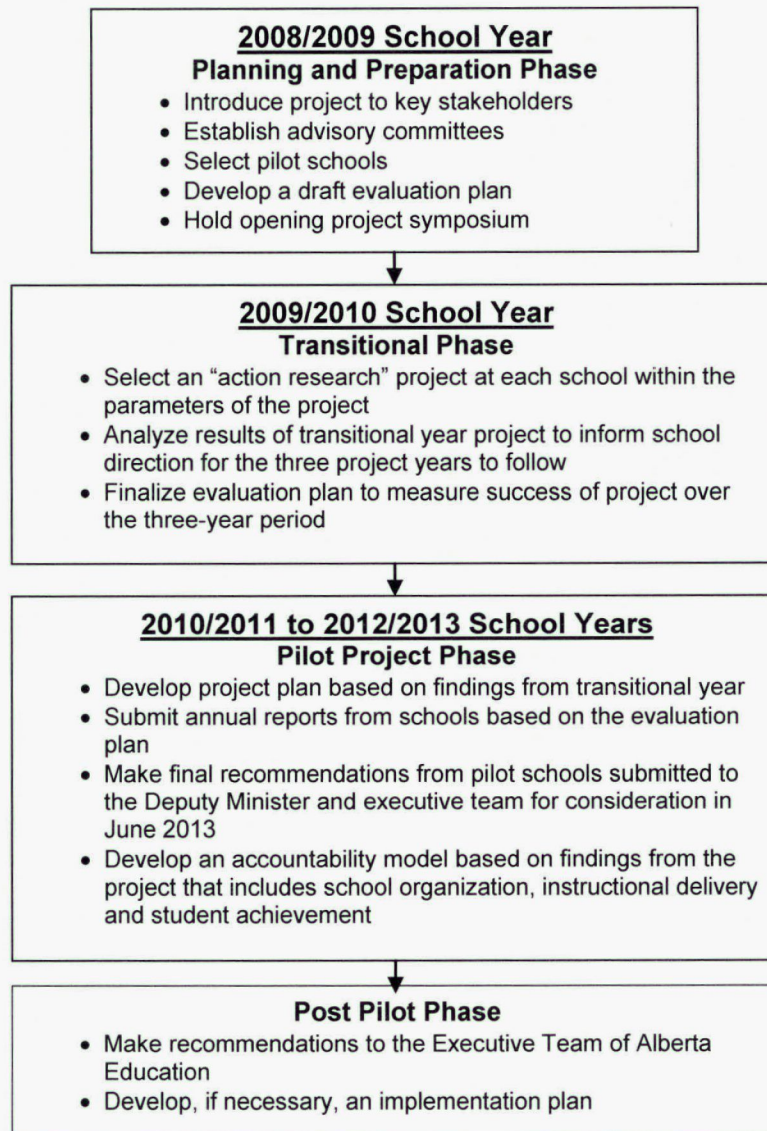 2008/2009 School Year
Planning and Preparation Phase
• Introduce project to key stakeholders
• Establish advisory committees
• Select pilot schools
• Develop a draft evaluation plan
• Hold opening project symposium
2009/2010 School Year
Transitional Phase
• Select an “action research” project at each school within the
parameters of the project
• Analyze results of transitional year project to inform school
direction for the three project years to follow
• Finalize evaluation plan to measure success of project over
the three-year period
2010/2011 to 2012/2013 School Years
Pilot Project Phase
• Develop project plan based on findings from transitional year
• Submit annual reports from schools based on the evaluation
plan
• Make final recommendations from pilot schools submitted to
the Deputy Minister and executive team for consideration in
June 2013
• Develop an accountability model based on findings from the
project that includes school organization, instructional delivery
and student achievement
Post Pilot Phase
• Make recommendations to the Executive Team of Alberta
Education
• Develop, if necessary, an implementation plan